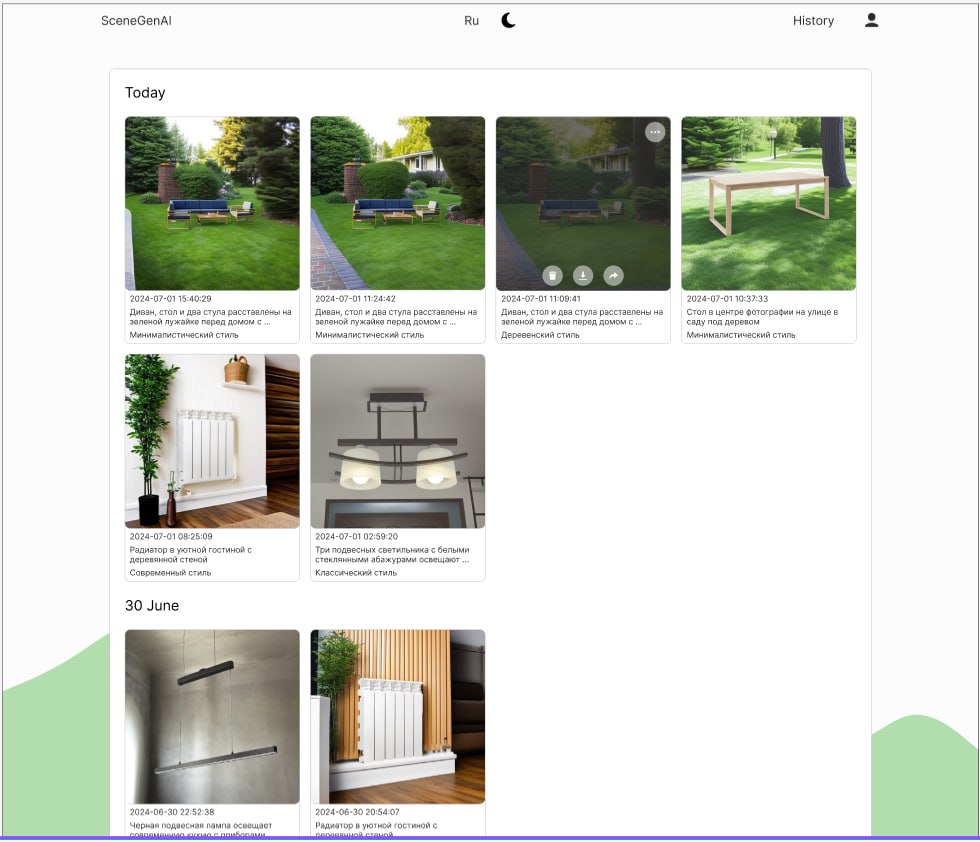 SceneGenAI
Ru
History
Today
2024-07-01 15:40:29
Диван, стол и два стула расставлены на
зеленой лужайке перед домом с ...
Минималистический стиль
2024-07-01 11:24:42
Диван, стол и два стула расставлены на
зеленой лужайке перед домом с ...
Минималистический стиль
2024-07-01 11:09:41
Диван, стол и два стула расставлены на
зеленой лужайке перед домом с ...
Деревенский стиль
2024-07-01 10:37:33
Стол в центре фотографии на улице в
саду под деревом
Минималистический стиль
2024-07-01 08:25:09
Радиатор в уютной гостиной с
деревянной стеной
Современный стиль
2024-07-01 02:59:20
Три подвесных светильника с белыми
стеклянными абажурами освещают ...
Классический стиль
30 June
2024-06-30 22:52:38
Черная подвесная лампа освещает
современную кухню с приборами
2024-06-30 20:54:07
Радиатор в уютной гостиной с
деревянной стеной